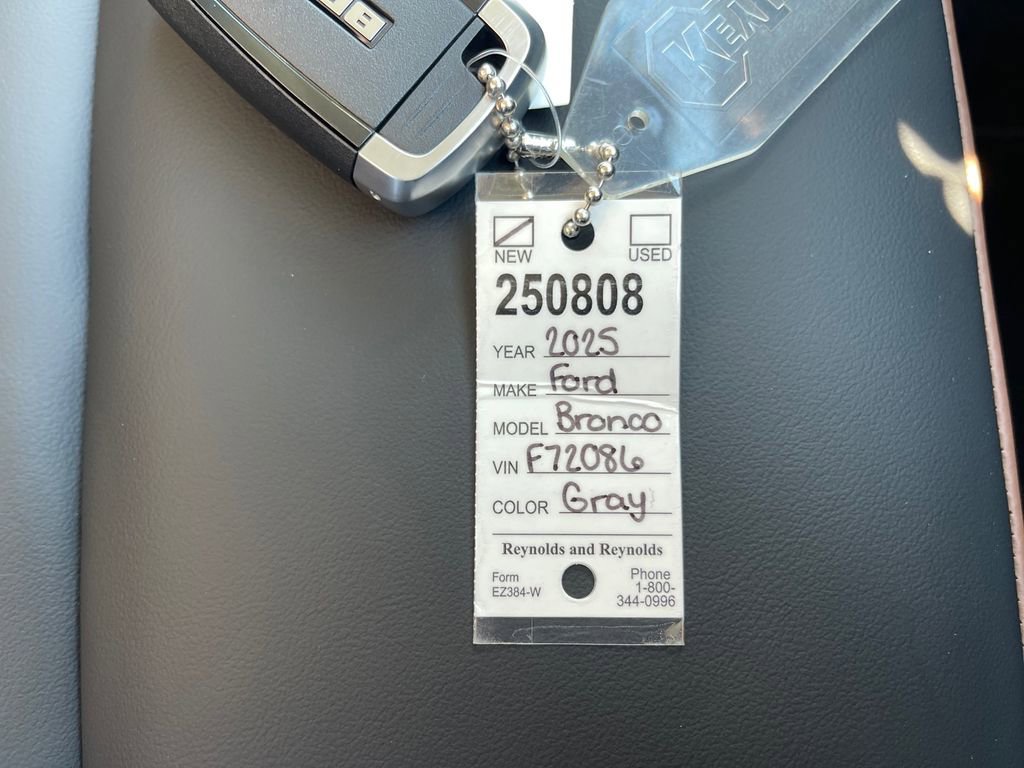 NEW USED
250808
YEAR 2025
MAKE Ford
MODEL Bronco
VIN F72086
COLOR Gray
Reynolds and Reynolds
Form
EZ384-W
Phone
1-800-
344-0996